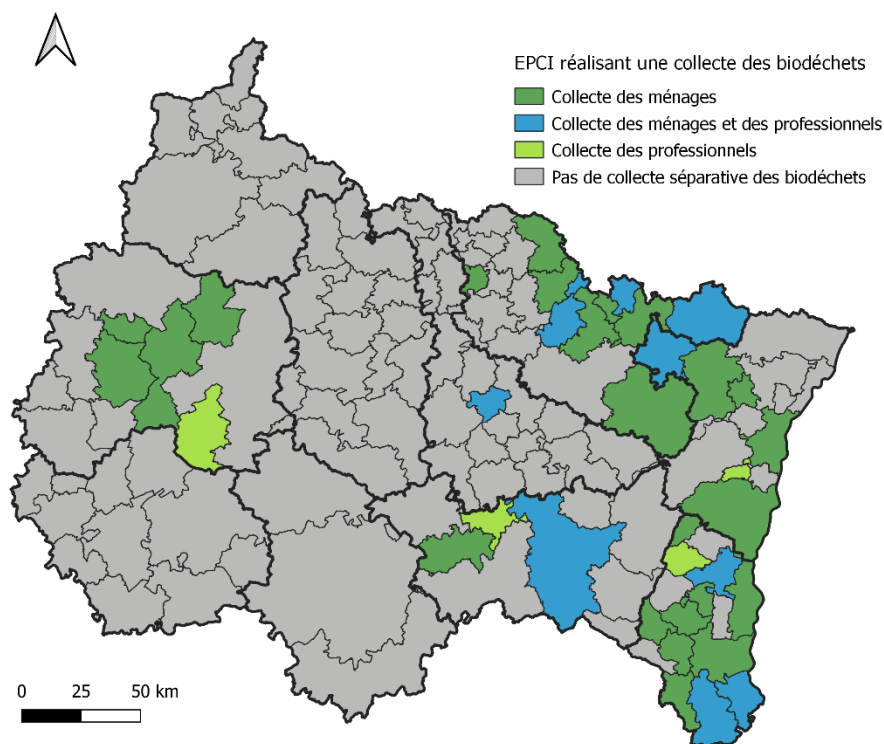 EPCI réalisant une collecte des biodéchets
Collecte des ménages
Collecte des ménages et des professionnels
Collecte des professionnels
Pas de collecte séparative des biodéchets
0 25 50 km